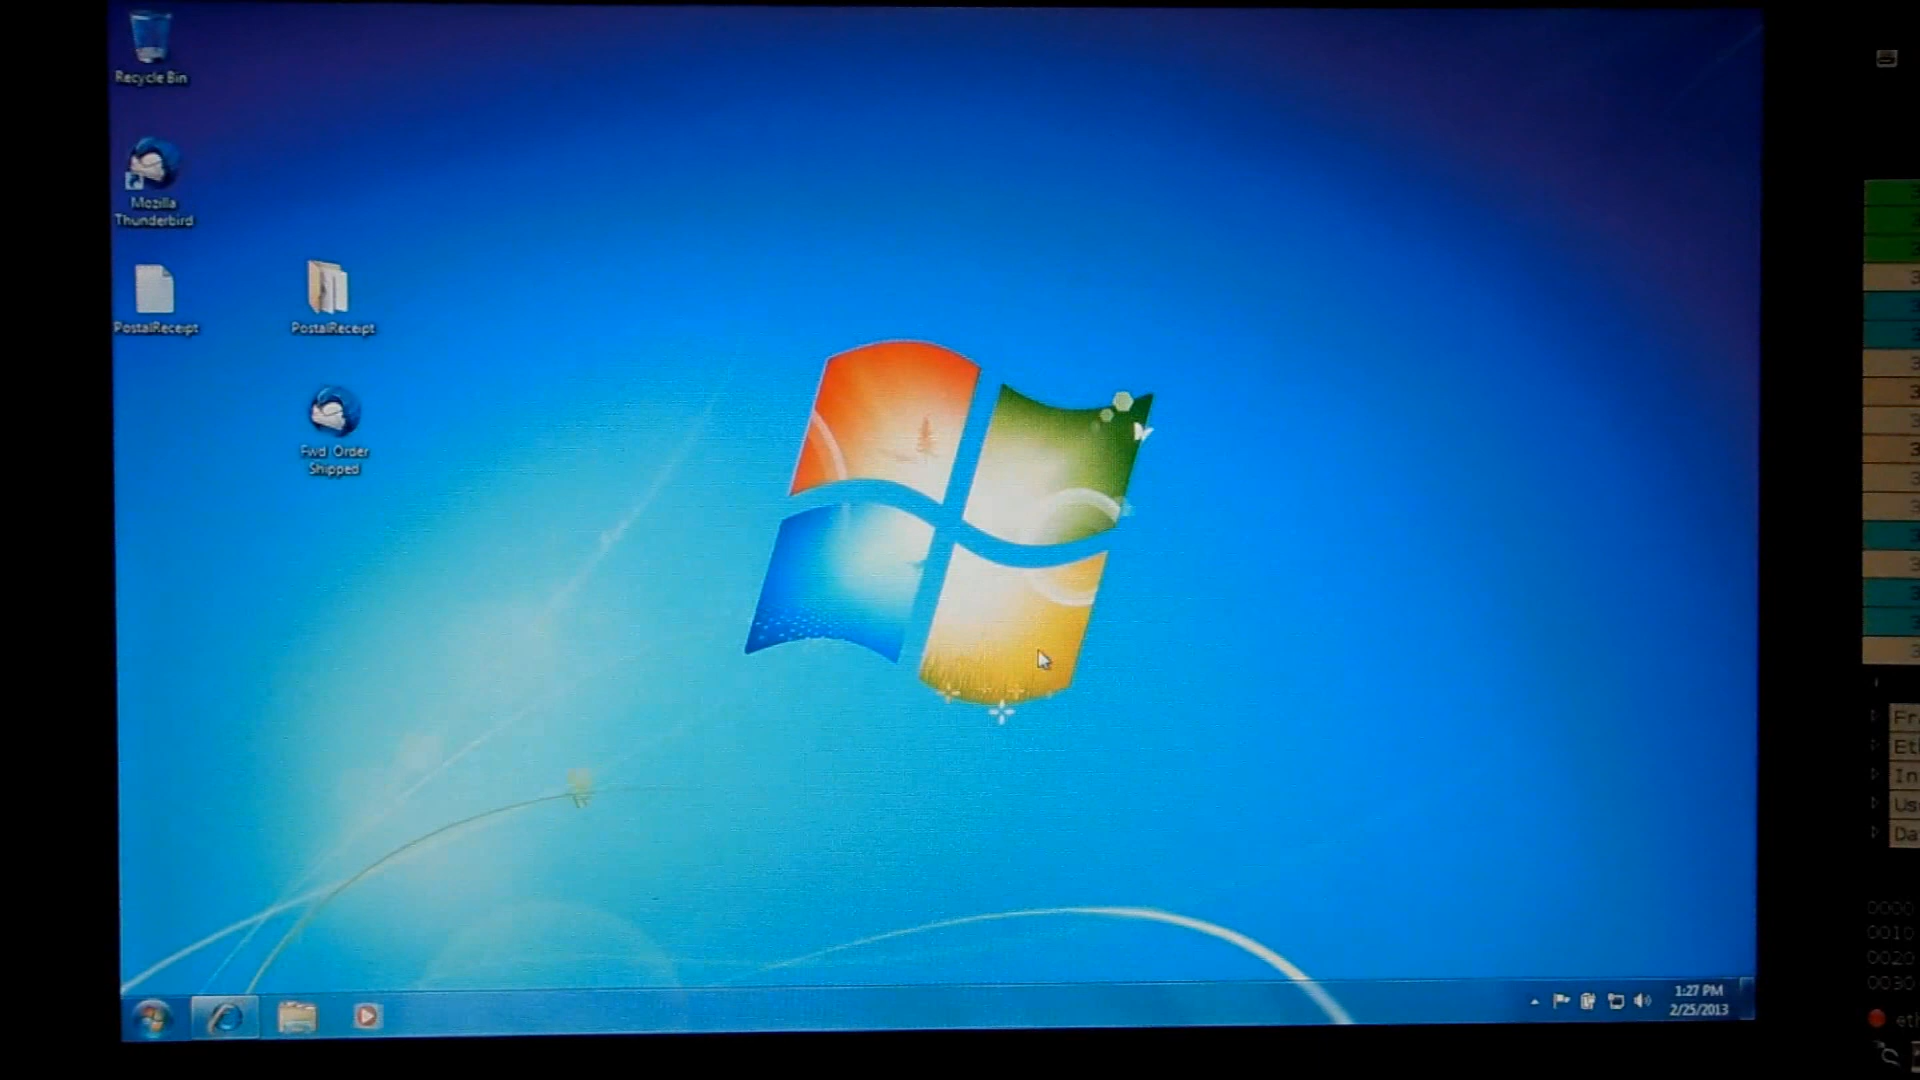 Recycle Bin
Mozilla
Thunderbird
PostalReceipt
PostalReceipt
Fwd Order
Shipped
1:27 PM
2/25/2013
Fr
Et
In
Us
Da
0000
0010
0020
0030
eth